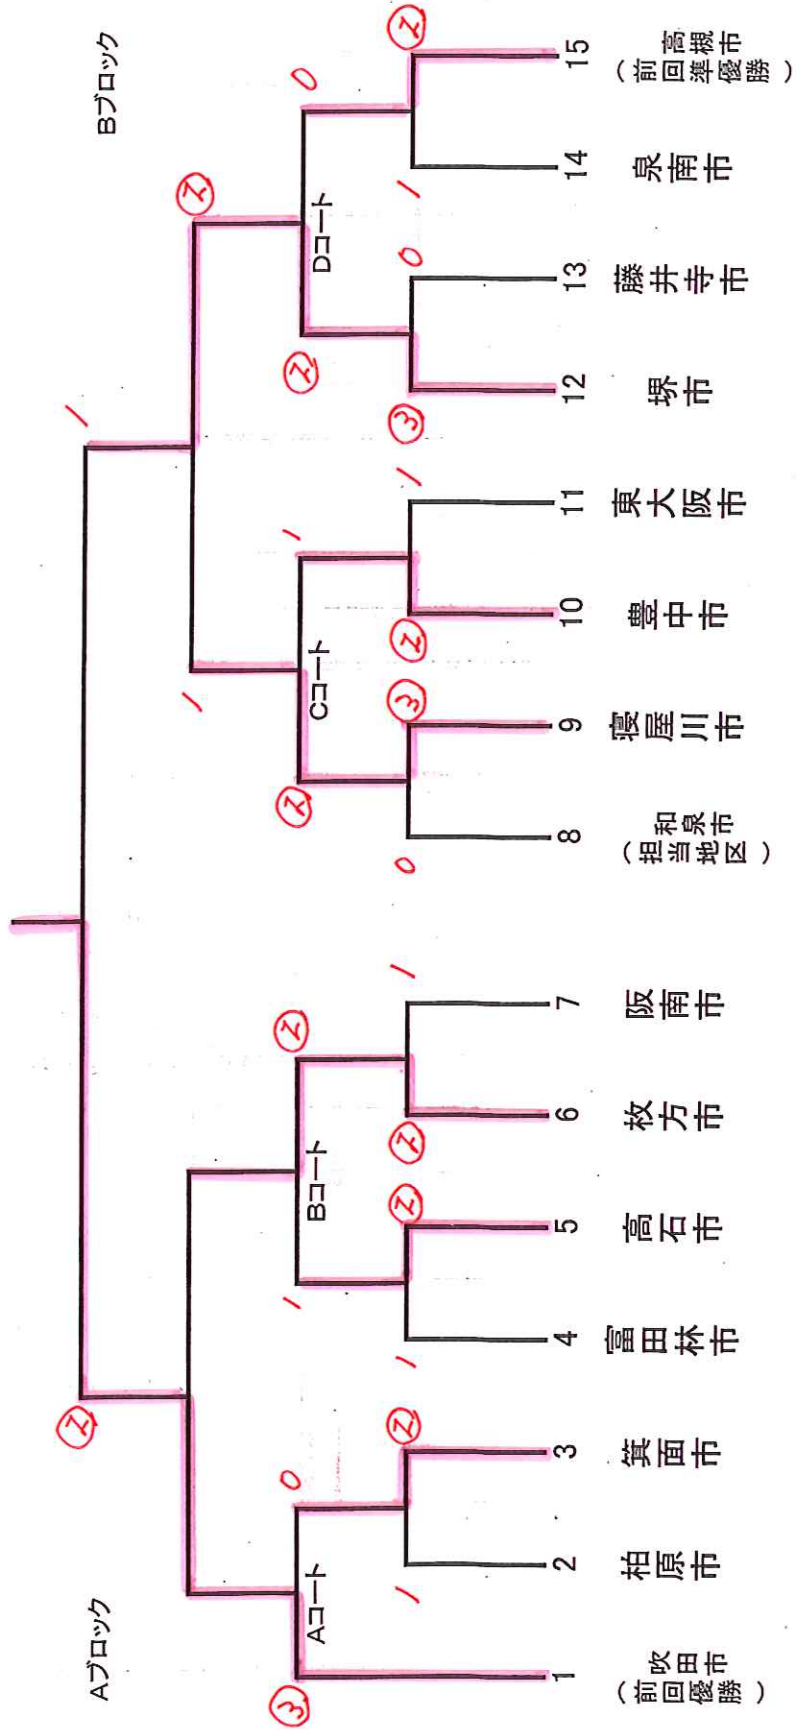 Aブロック
Bブロック
②
1
1
②
③
0
1
②
②
1
②
0
Aコート
Bコート
Cコート
Dコート
1
②
1
②
②
1
0
③
②
1
③
0
1
②
1
吹田市
(前回優勝)
2
柏原市
3
箕面市
4
富田林市
5
高石市
6
枚方市
7
阪南市
8
和泉市
(担当地区)
9
寝屋川市
10
豊中市
11
東大阪市
12
堺市
13
藤井寺市
14
泉南市
15
高槻市
(前回準優勝)